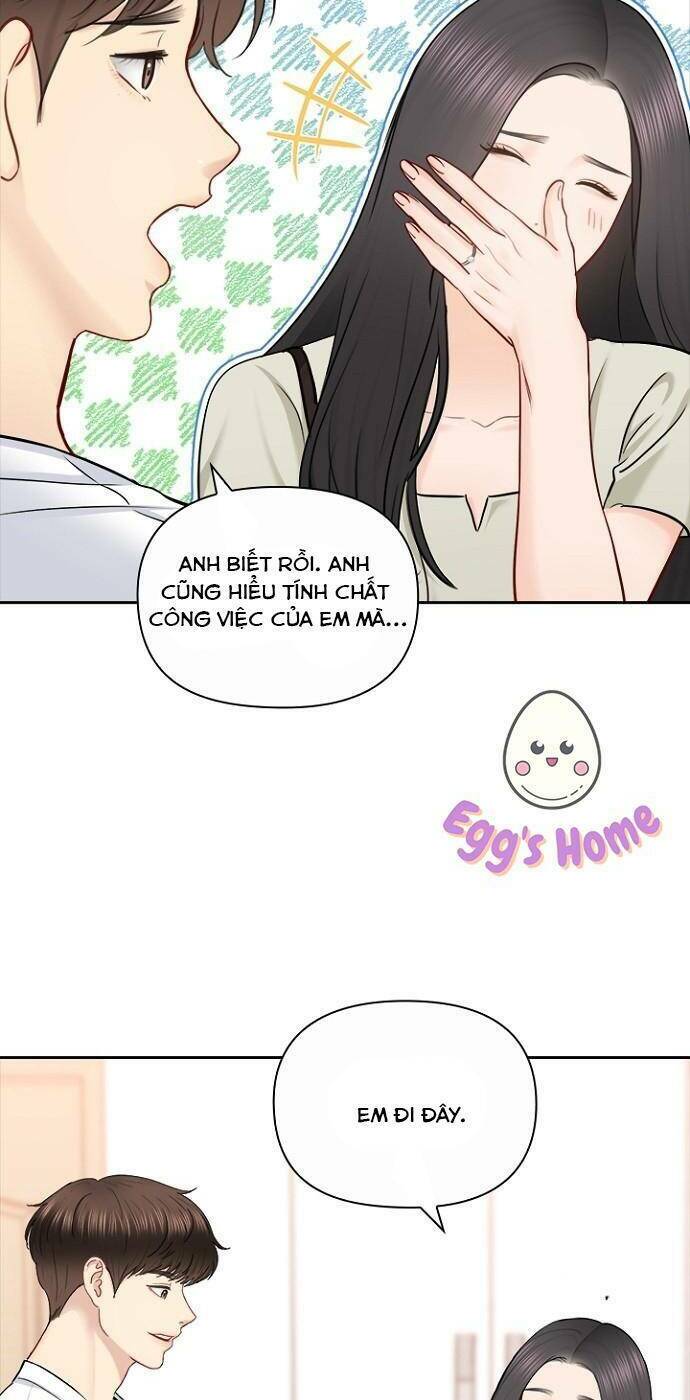 ANH BIẾT RỒI. ANH
CŨNG HIỂU TÍNH CHẤT
CÔNG VIỆC CỦA EM MÀ...
Egg's Home
EM ĐI ĐÂY.